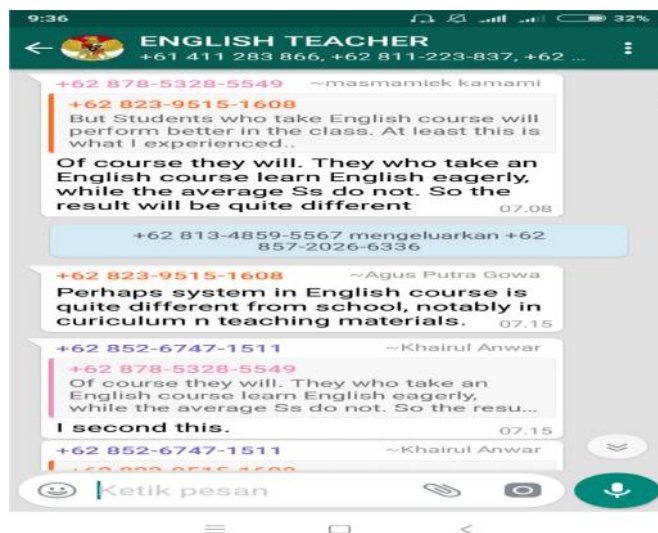 9:36 32%
ENGLISH TEACHER
+61 411 283 866, +62 811-223-837, +62 ...
+62 878-5328-5549 ~masmamiek kamami
+62 823-9515-1608
But Students who take English course will
perform better in the class. At least this is
what I experienced..
Of course they will. They who take an
English course learn English eagerly,
while the average Ss do not. So the
result will be quite different 07.08
+62 813-4859-5567 mengeluarkan +62
857-2026-6336
+62 823-9515-1608 ~Agus Putra Gowa
Perhaps system in English course is
quite different from school, notably in
curiculum n teaching materials. 07.15
+62 852-6747-1511 ~Khairul Anwar
+62 878-5328-5549
Of course they will. They who take an
English course learn English eagerly,
while the average Ss do not. So the resu...
I second this. 07.15
+62 852-6747-1511 ~Khairul Anwar
Ketik pesan